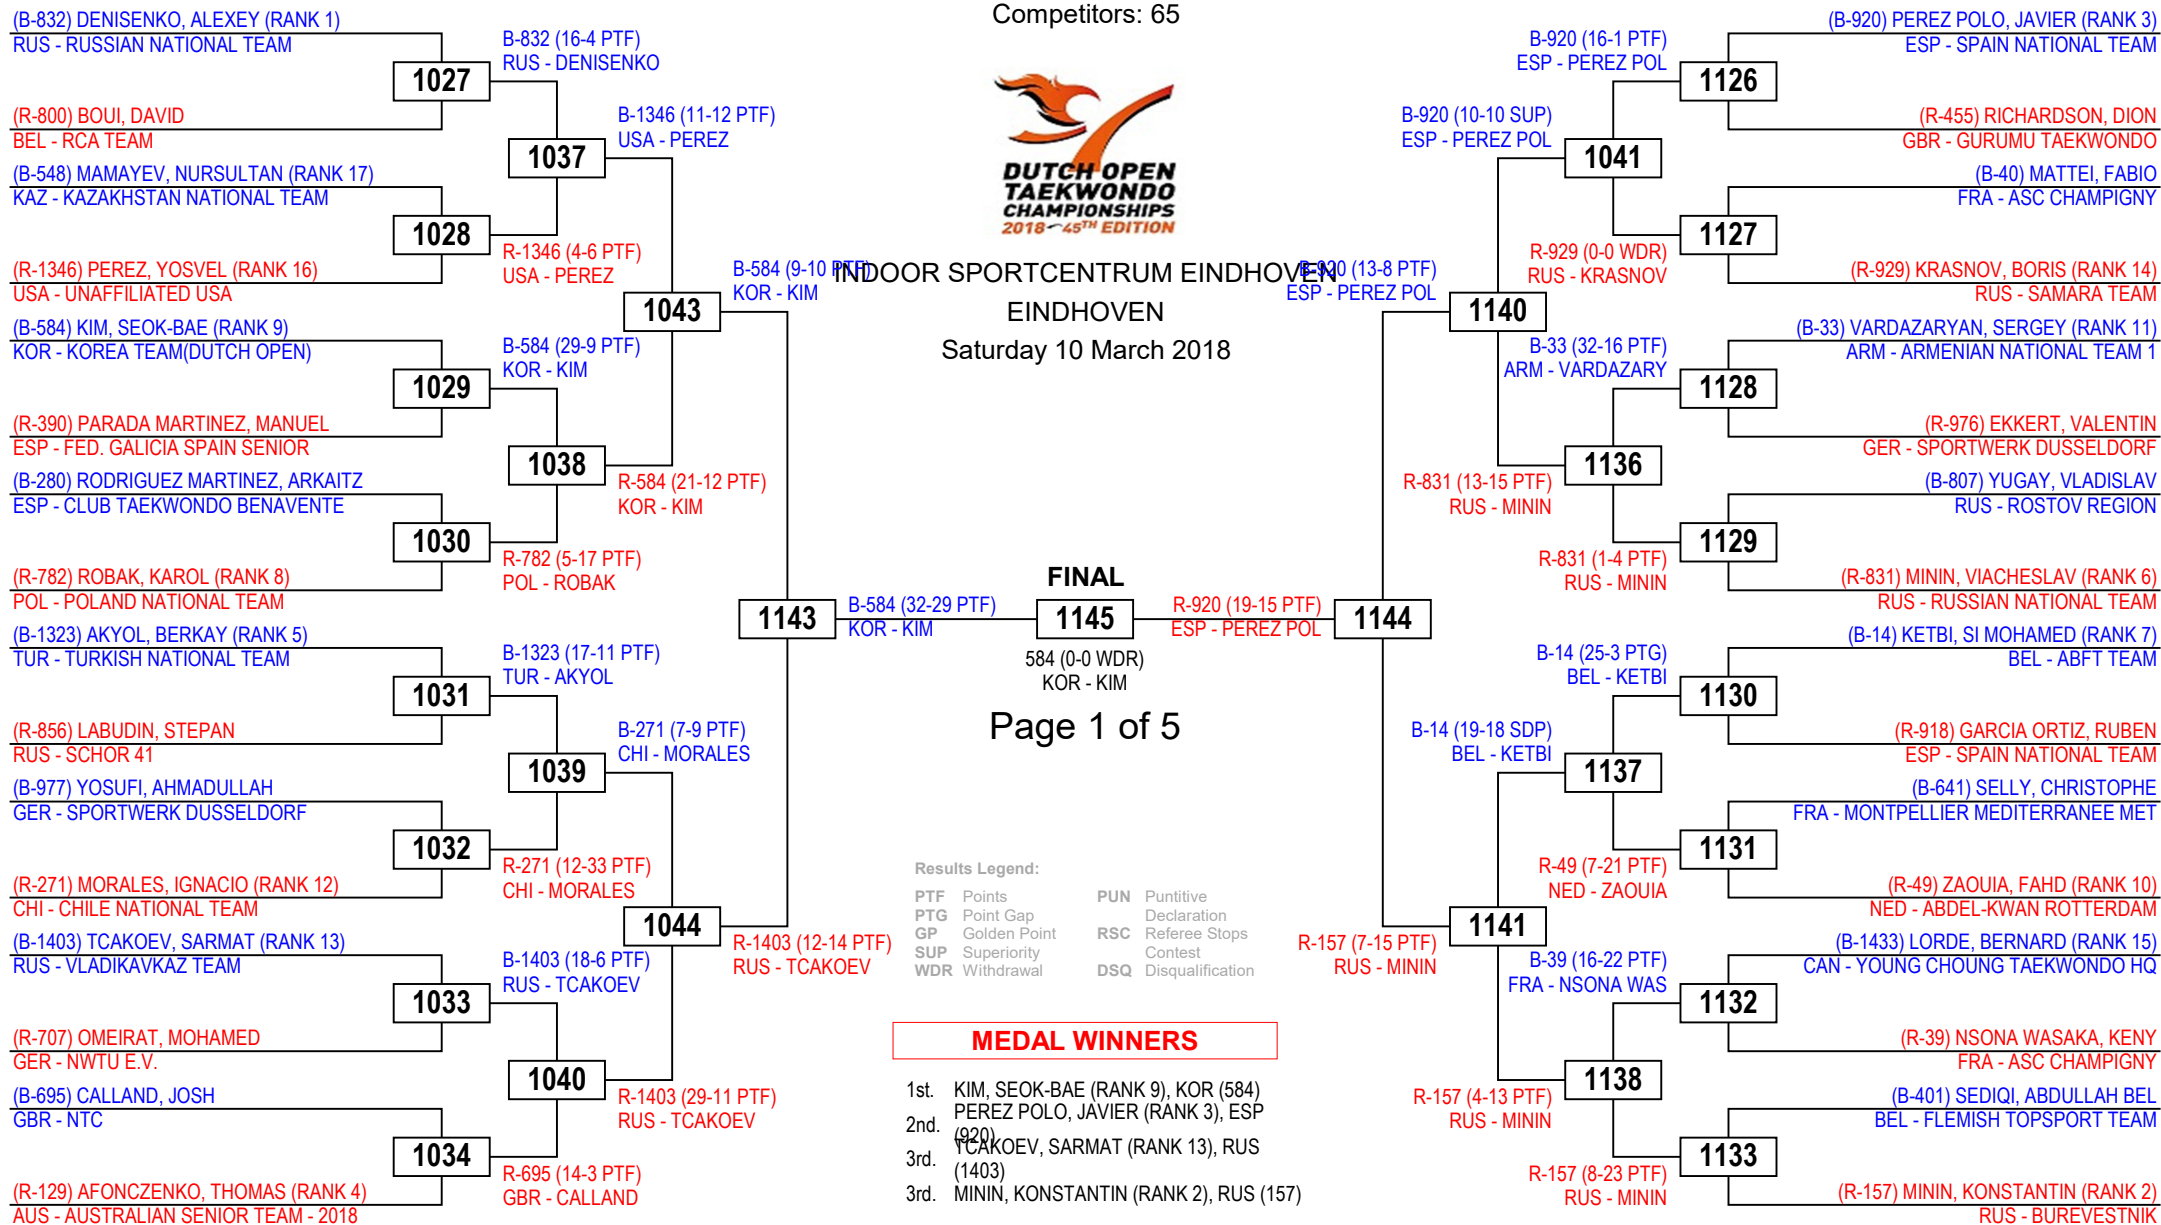 Competitors: 65
DUTCH OPEN
TAEKWONDO
CHAMPIONSHIPS
2018 - 45TH EDITION
INDOOR SPORTCENTRUM EINDHOVEN
EINDHOVEN
Saturday 10 March 2018
(B-832) DENISENKO, ALEXEY (RANK 1)
RUS - RUSSIAN NATIONAL TEAM
1027
(R-800) BOUI, DAVID
BEL - RCA TEAM
(B-548) MAMAYEV, NURSULTAN (RANK 17)
KAZ - KAZAKHSTAN NATIONAL TEAM
1028
(R-1346) PEREZ, YOSVEL (RANK 16)
USA - UNAFFILIATED USA
(B-584) KIM, SEOK-BAE (RANK 9)
KOR - KOREA TEAM(DUTCH OPEN)
1029
(R-390) PARADA MARTINEZ, MANUEL
ESP - FED. GALICIA SPAIN SENIOR
(B-280) RODRIGUEZ MARTINEZ, ARKAITZ
ESP - CLUB TAEKWONDO BENAVENTE
1030
(R-782) ROBAK, KAROL (RANK 8)
POL - POLAND NATIONAL TEAM
(B-1323) AKYOL, BERKAY (RANK 5)
TUR - TURKISH NATIONAL TEAM
1031
(R-856) LABUDIN, STEPAN
RUS - SCHOR 41
(B-977) YOSUFI, AHMADULLAH
GER - SPORTWERK DUSSELDORF
1032
(R-271) MORALES, IGNACIO (RANK 12)
CHI - CHILE NATIONAL TEAM
(B-1403) TCAKOEV, SARMAT (RANK 13)
RUS - VLADIKAVKAZ TEAM
1033
(R-707) OMEIRAT, MOHAMED
GER - NWTU E.V.
(B-695) CALLAND, JOSH
GBR - NTC
1034
(R-129) AFONCZENKO, THOMAS (RANK 4)
AUS - AUSTRALIAN SENIOR TEAM - 2018
B-832 (16-4 PTF)
RUS - DENISENKO
1037
R-1346 (4-6 PTF)
USA - PEREZ
B-584 (29-9 PTF)
KOR - KIM
1038
R-782 (5-17 PTF)
POL - ROBAK
B-1323 (17-11 PTF)
TUR - AKYOL
1039
R-271 (12-33 PTF)
CHI - MORALES
B-1403 (18-6 PTF)
RUS - TCAKOEV
1040
R-695 (14-3 PTF)
GBR - CALLAND
B-1346 (11-12 PTF)
USA - PEREZ
1043
R-584 (21-12 PTF)
KOR - KIM
B-271 (7-9 PTF)
CHI - MORALES
1044
R-1403 (29-11 PTF)
RUS - TCAKOEV
B-584 (9-10 PTF)
KOR - KIM
1143
R-1403 (12-14 PTF)
RUS - TCAKOEV
B-584 (32-29 PTF)
KOR - KIM
FINAL
1145
584 (0-0 WDR)
KOR - KIM
Page 1 of 5
R-920 (19-15 PTF)
ESP - PEREZ POL
1144
B-920 (13-8 PTF)
ESP - PEREZ POL
1140
R-157 (7-15 PTF)
RUS - MININ
1141
B-920 (10-10 SUP)
ESP - PEREZ POL
1041
R-831 (13-15 PTF)
RUS - MININ
1136
B-14 (19-18 SDP)
BEL - KETBI
1137
R-157 (4-13 PTF)
RUS - MININ
1138
B-920 (16-1 PTF)
ESP - PEREZ POL
1126
R-929 (0-0 WDR)
RUS - KRASNOV
1127
B-33 (32-16 PTF)
ARM - VARDAZARY
1128
R-831 (1-4 PTF)
RUS - MININ
1129
B-14 (25-3 PTG)
BEL - KETBI
1130
R-49 (7-21 PTF)
NED - ZAOUIA
1131
B-39 (16-22 PTF)
FRA - NSONA WAS
1132
R-157 (8-23 PTF)
RUS - MININ
1133
(B-920) PEREZ POLO, JAVIER (RANK 3)
ESP - SPAIN NATIONAL TEAM
(R-455) RICHARDSON, DION
GBR - GURUMU TAEKWONDO
(B-40) MATTEI, FABIO
FRA - ASC CHAMPIGNY
(R-929) KRASNOV, BORIS (RANK 14)
RUS - SAMARA TEAM
(B-33) VARDAZARYAN, SERGEY (RANK 11)
ARM - ARMENIAN NATIONAL TEAM 1
(R-976) EKKERT, VALENTIN
GER - SPORTWERK DUSSELDORF
(B-807) YUGAY, VLADISLAV
RUS - ROSTOV REGION
(R-831) MININ, VIACHESLAV (RANK 6)
RUS - RUSSIAN NATIONAL TEAM
(B-14) KETBI, SI MOHAMED (RANK 7)
BEL - ABFT TEAM
(R-918) GARCIA ORTIZ, RUBEN
ESP - SPAIN NATIONAL TEAM
(B-641) SELLY, CHRISTOPHE
FRA - MONTPELLIER MEDITERRANEE MET
(R-49) ZAOUIA, FAHD (RANK 10)
NED - ABDEL-KWAN ROTTERDAM
(B-1433) LORDE, BERNARD (RANK 15)
CAN - YOUNG CHOUNG TAEKWONDO HQ
(R-39) NSONA WASAKA, KENY
FRA - ASC CHAMPIGNY
(B-401) SEDIQI, ABDULLAH BEL
BEL - FLEMISH TOPSPORT TEAM
(R-157) MININ, KONSTANTIN (RANK 2)
RUS - BUREVESTNIK
Results Legend:
PTF Points
PTG Point Gap
GP Golden Point
SUP Superiority
WDR Withdrawal
PUN Puntitive
Declaration
RSC Referee Stops
Contest
DSQ Disqualification
MEDAL WINNERS
1st. KIM, SEOK-BAE (RANK 9), KOR (584)
2nd. PEREZ POLO, JAVIER (RANK 3), ESP
(920)
3rd. TCAKOEV, SARMAT (RANK 13), RUS
(1403)
3rd. MININ, KONSTANTIN (RANK 2), RUS (157)